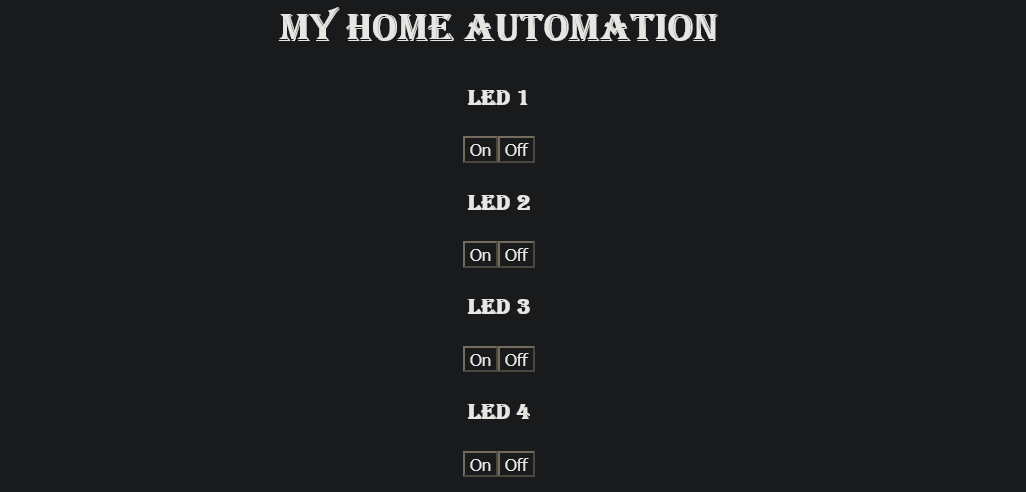 MY HOME AUTOMATION
LED 1
On Off
LED 2
On Off
LED 3
On Off
LED 4
On Off